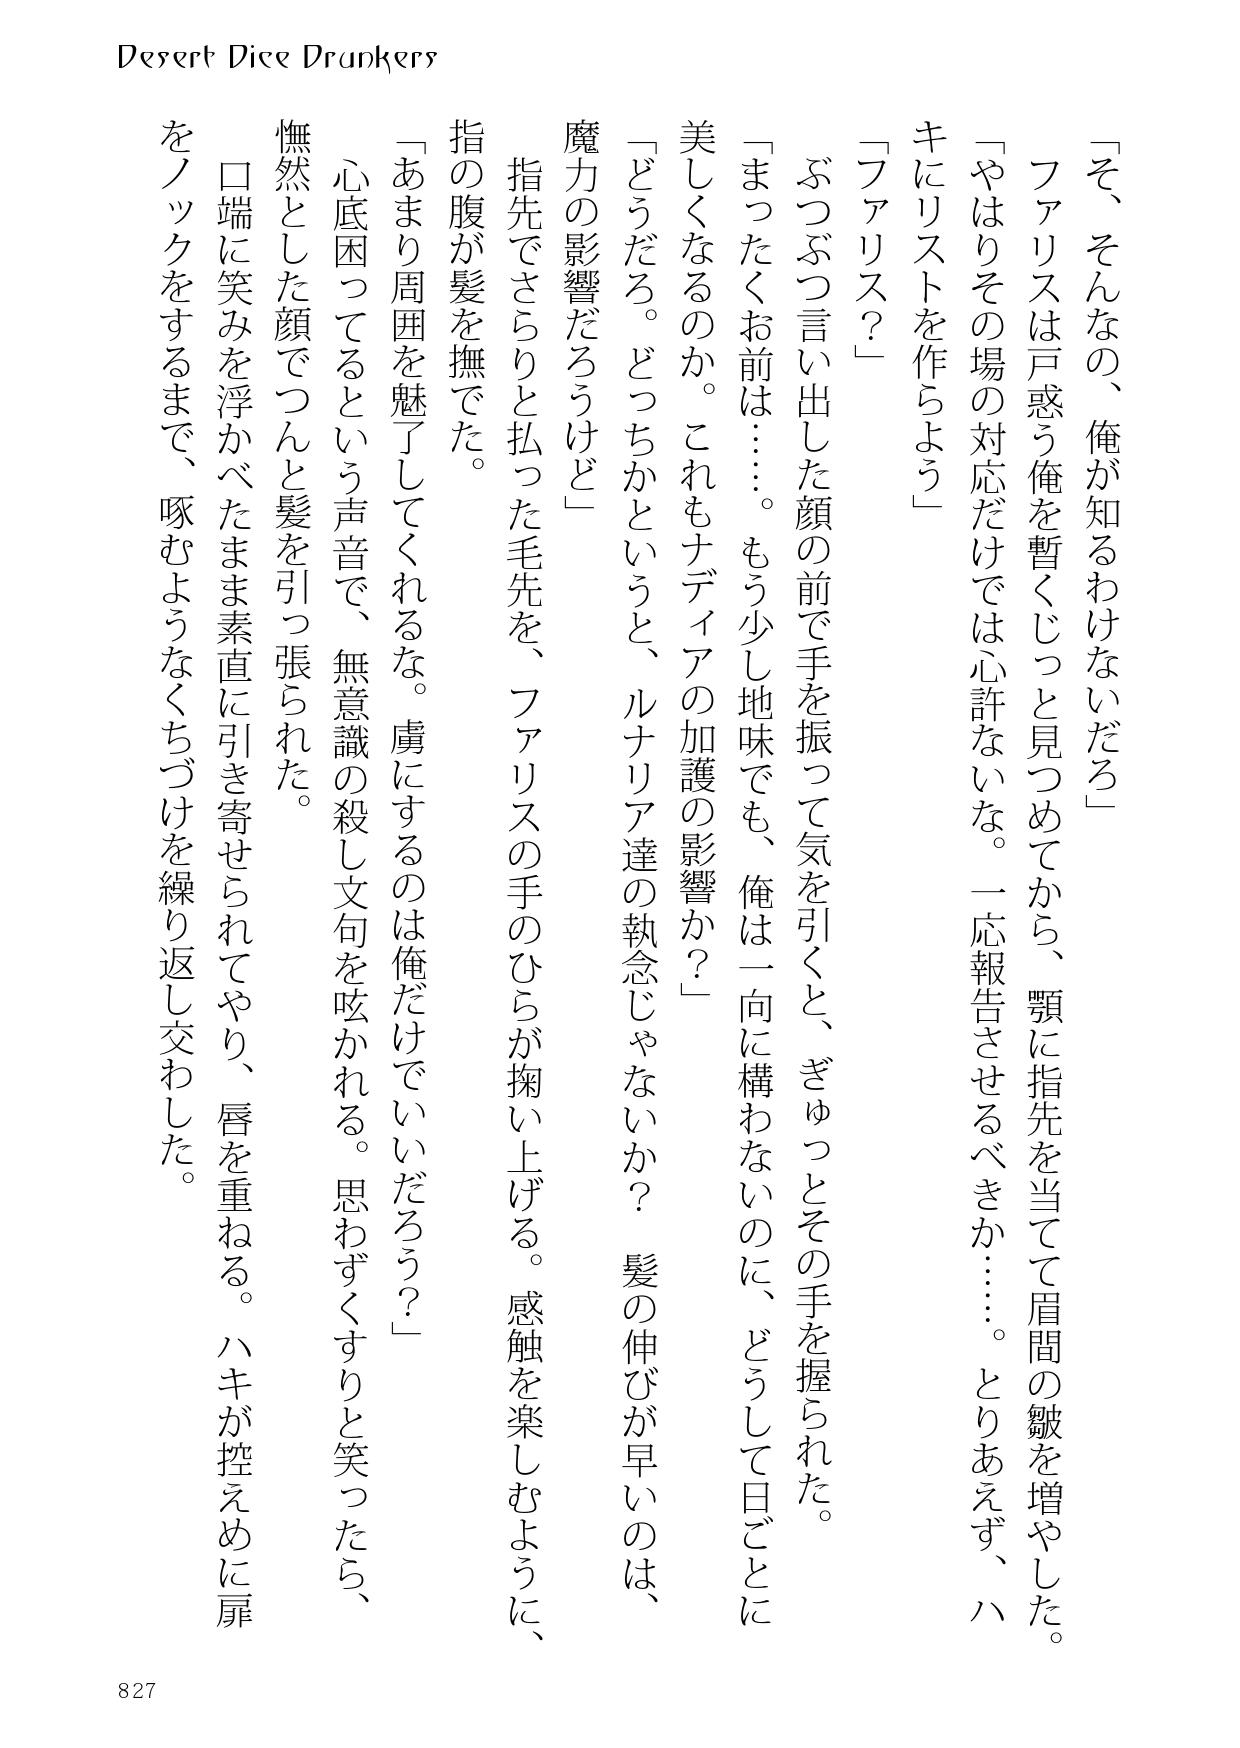 Desert Dice Drunkers
「そ、そんなの、俺が知るわけないだろ」
　ファリスは戸惑う俺を暫くじっと見つめてから、顎に指先を当てて眉間の皺を増やした。
「やはりその場の対応だけでは心許ないな。一応報告させるべきか……。とりあえず、ハ
キにリストを作らよう」
「ファリス？」
　ぶつぶつ言い出した顔の前で手を振って気を引くと、ぎゅっとその手を握られた。
「まったくお前は……。もう少し地味でも、俺は一向に構わないのに、どうして日ごとに
美しくなるのか。これもナディアの加護の影響か？」
「どうだろ。どっちかというと、ルナリア達の執念じゃないか？　髪の伸びが早いのは、
魔力の影響だろうけど」
　指先でさらりと払った毛先を、ファリスの手のひらが掬い上げる。感触を楽しむように、
指の腹が髪を撫でた。
「あまり周囲を魅了してくれるな。虜にするのは俺だけでいいだろう？」
　心底困ってるという声音で、無意識の殺し文句を呟かれる。思わずくすりと笑ったら、
憮然とした顔でつんと髪を引っ張られた。
　口端に笑みを浮かべたまま素直に引き寄せられてやり、唇を重ねる。ハキが控えめに扉
をノックをするまで、啄むようなくちづけを繰り返し交わした。
827